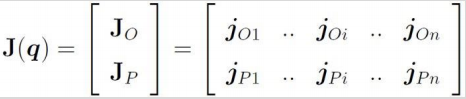 J(q) = [ J_O ; J_P ] = [ j_O1 .. j_Oi .. j_On ; j_P1 .. j_Pi .. j_Pn ]